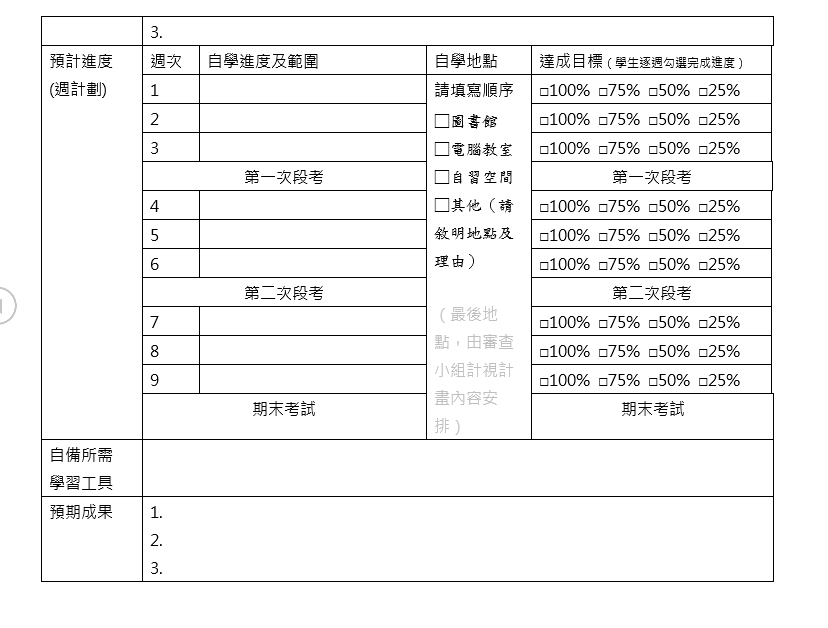 3.
預計進度 週次 自學進度及範圍 自學地點 達成目標（學生逐週勾選完成進度）
(週計劃) 1 請填寫順序 □100% □75% □50% □25%
2 □圖書館 □100% □75% □50% □25%
3 □電腦教室 □100% □75% □50% □25%
第一次段考 □自習空間 第一次段考
4 □其他（請 □100% □75% □50% □25%
5 敘明地點及 □100% □75% □50% □25%
6 理由） □100% □75% □50% □25%
第二次段考 第二次段考
7 （最後地 □100% □75% □50% □25%
8 點，由審查 □100% □75% □50% □25%
9 小組計視計 □100% □75% □50% □25%
期末考試 畫內容安 期末考試
排）
自備所需
學習工具
預期成果 1.
2.
3.